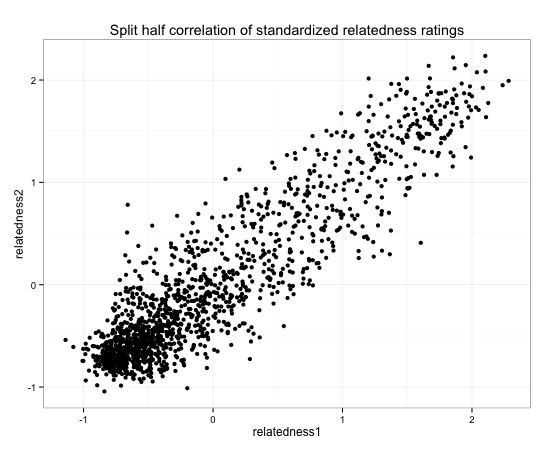 Split half correlation of standardized relatedness ratings
relatedness2
2
1
0
-1
-1 0 1 2
relatedness1